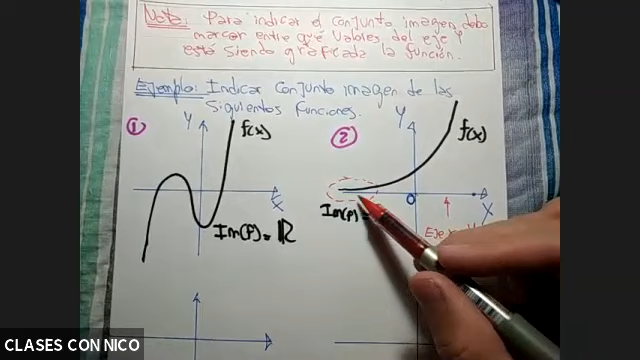 Nota: Para indicar el conjunto imagen, debo
marcar entre qué valores del eje Y
está siendo graficada la función.
Ejemplo: Indicar conjunto imagen de las
Siguientes funciones.
① Y f(x)
X
Im(f) = ℝ
② Y f(x)
O X
Im(f) =
CLASES CON NICO